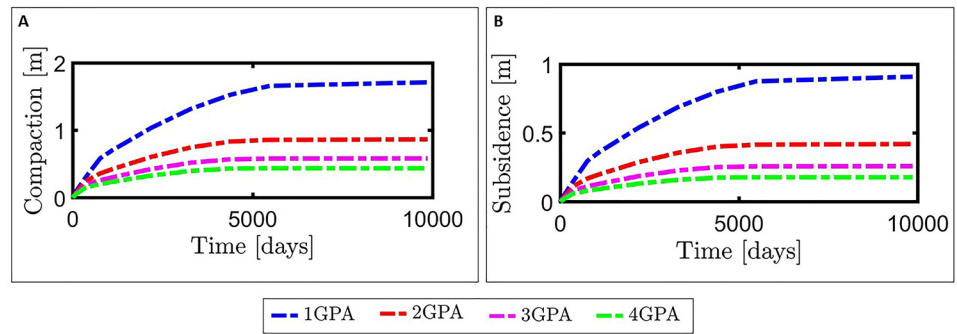 A
Compaction [m]
2
1
0
0
5000
10000
Time [days]
B
Subsidence [m]
1
0.5
0
0
5000
10000
Time [days]
1GPA 2GPA 3GPA 4GPA